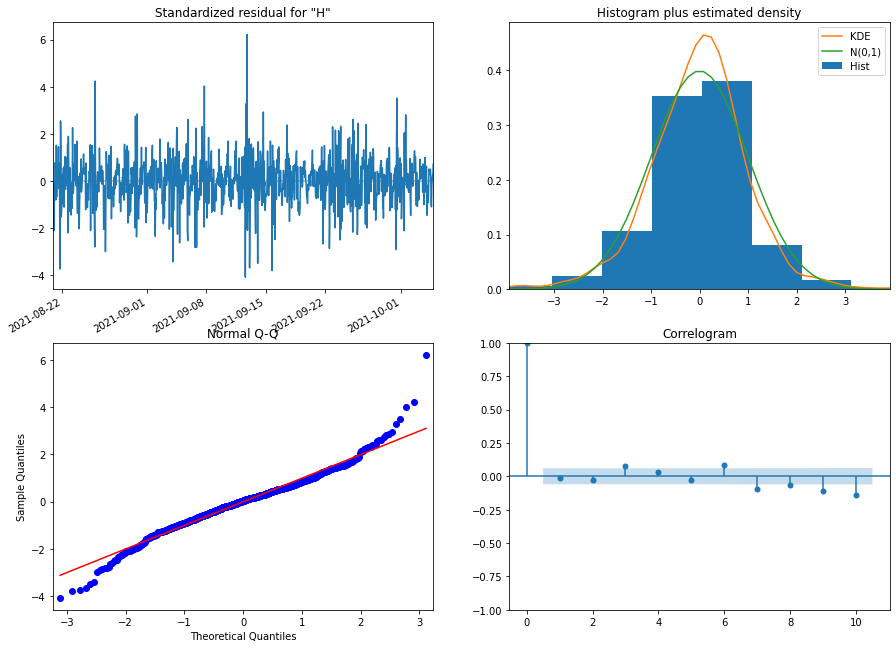 Standardized residual for "H"
6
4
2
0
−2
−4
2021-08-22
2021-09-01
2021-09-08
2021-09-15
2021-09-22
2021-10-01
Histogram plus estimated density
KDE
N(0,1)
Hist
0.4
0.3
0.2
0.1
0.0
−3 −2 −1 0 1 2 3
Normal Q-Q
Sample Quantiles
6
4
2
0
−2
−4
−3 −2 −1 0 1 2 3
Theoretical Quantiles
Correlogram
1.00
0.75
0.50
0.25
0.00
−0.25
−0.50
−0.75
−1.00
0 2 4 6 8 10